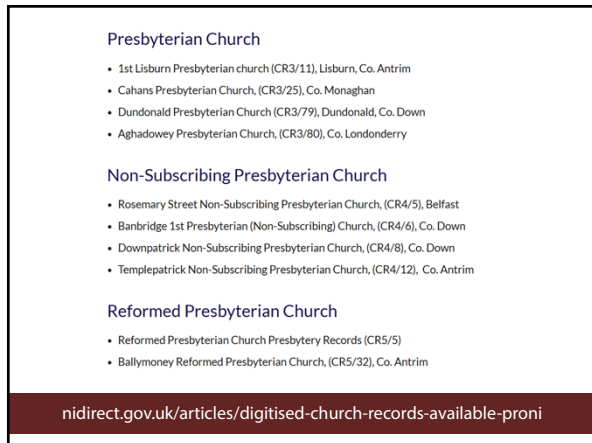 Presbyterian Church
• 1st Lisburn Presbyterian church (CR3/11), Lisburn, Co. Antrim
• Cahans Presbyterian Church, (CR3/25), Co. Monaghan
• Dundonald Presbyterian Church (CR3/79), Dundonald, Co. Down
• Aghadowey Presbyterian Church, (CR3/80), Co. Londonderry
Non-Subscribing Presbyterian Church
• Rosemary Street Non-Subscribing Presbyterian Church, (CR4/5), Belfast
• Banbridge 1st Presbyterian (Non-Subscribing) Church, (CR4/6), Co. Down
• Downpatrick Non-Subscribing Presbyterian Church, (CR4/8), Co. Down
• Templepatrick Non-Subscribing Presbyterian Church, (CR4/12), Co. Antrim
Reformed Presbyterian Church
• Reformed Presbyterian Church Presbytery Records (CR5/5)
• Ballymoney Reformed Presbyterian Church, (CR5/32), Co. Antrim
nidirect.gov.uk/articles/digitised-church-records-available-proni